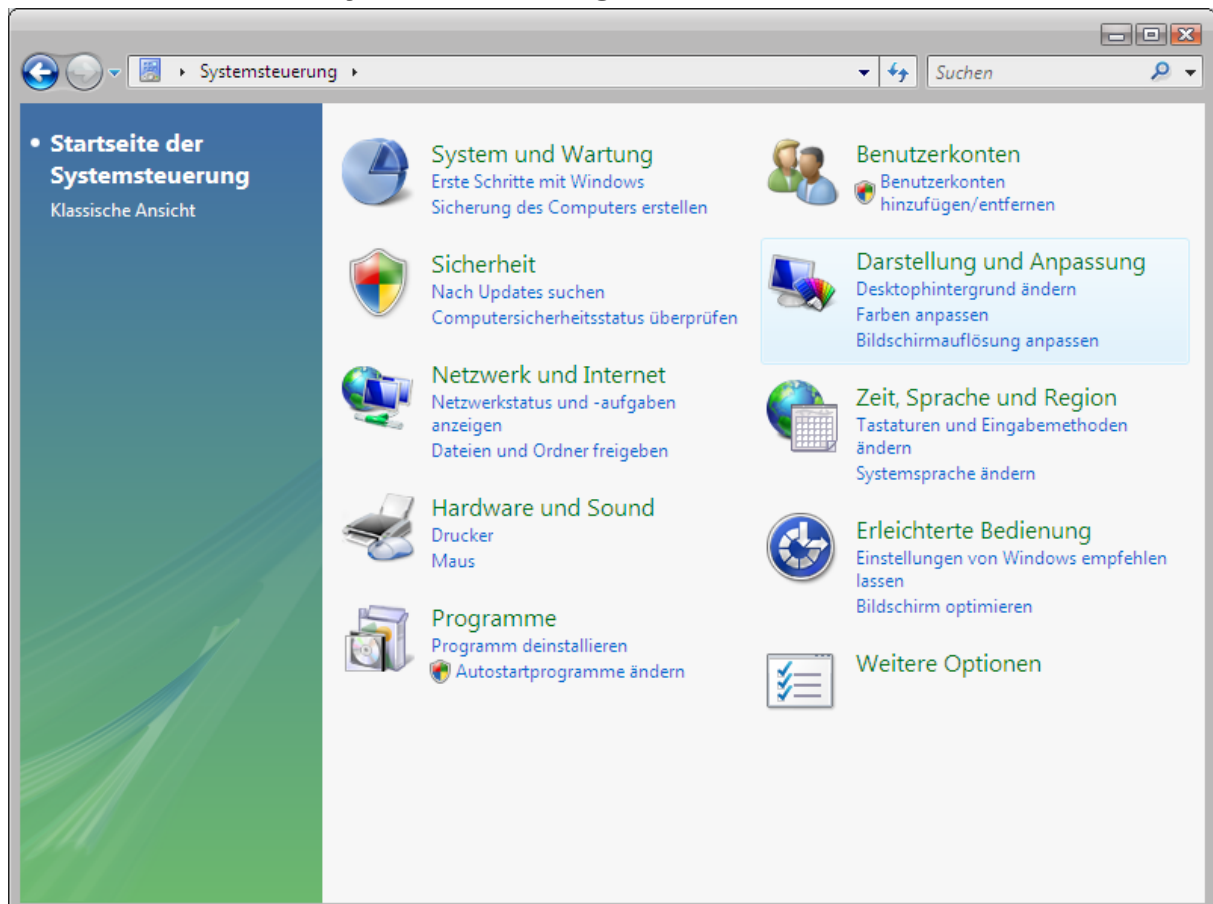 Systemsteuerung
Suchen
Startseite der
Systemsteuerung
Klassische Ansicht
System und Wartung
Erste Schritte mit Windows
Sicherung des Computers erstellen
Sicherheit
Nach Updates suchen
Computersicherheitsstatus überprüfen
Netzwerk und Internet
Netzwerkstatus und -aufgaben
anzeigen
Dateien und Ordner freigeben
Hardware und Sound
Drucker
Maus
Programme
Programm deinstallieren
Autostartprogramme ändern
Benutzerkonten
Benutzerkonten
hinzufügen/entfernen
Darstellung und Anpassung
Desktophintergrund ändern
Farben anpassen
Bildschirmauflösung anpassen
Zeit, Sprache und Region
Tastaturen und Eingabemethoden
ändern
Systemsprache ändern
Erleichterte Bedienung
Einstellungen von Windows empfehlen
lassen
Bildschirm optimieren
Weitere Optionen